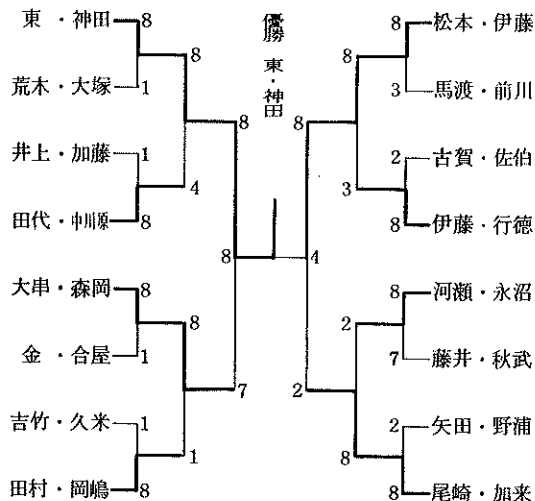 優勝 東・神田
東・神田 8
荒木・大塚 1
8
井上・加藤 1
田代・中川原 8
4
8
大串・森岡 8
金・合屋 1
8
吉竹・久米 1
田村・岡嶋 8
1
7
8
4
8 松本・伊藤
3 馬渡・前川
8
2 古賀・佐伯
8 伊藤・行徳
3
8
8 河瀬・永沼
7 藤井・秋武
2
2 矢田・野浦
8 尾崎・加来
8
2